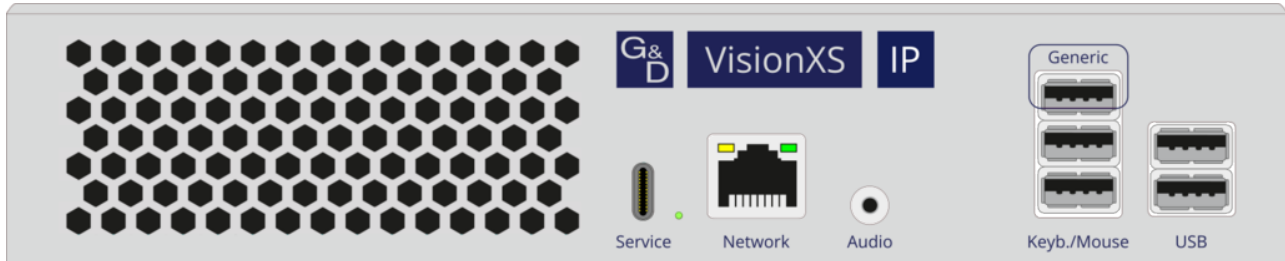 G&D VisionXS IP
Generic
Service Network Audio Keyb./Mouse USB